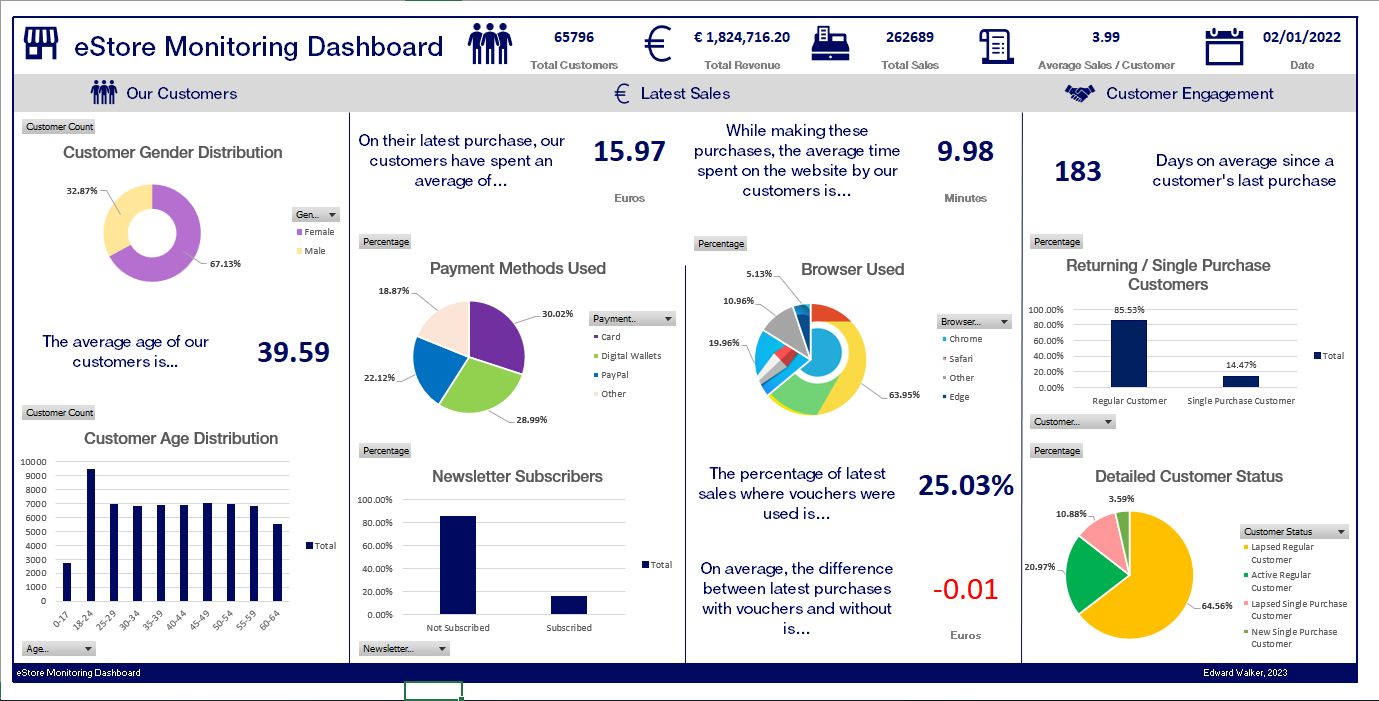 eStore Monitoring Dashboard
65796
Total Customers
€ 1,824,716.20
Total Revenue
262689
Total Sales
3.99
Average Sales / Customer
02/01/2022
Date
Our Customers
Latest Sales
Customer Engagement
Customer Count
Customer Gender Distribution
32.87%
67.13%
Gen...
Female
Male
The average age of our
customers is...
39.59
Customer Count
Customer Age Distribution
10000
9000
8000
7000
6000
5000
4000
3000
2000
1000
0
0-17
18-24
25-29
30-34
35-39
40-44
45-49
50-54
55-59
60-64
Total
Age...
On their latest purchase, our
customers have spent an
average of...
15.97
Euros
While making these
purchases, the average time
spent on the website by our
customers is...
9.98
Minutes
Percentage
Payment Methods Used
18.87%
30.02%
22.12%
28.99%
Payment..
Card
Digital Wallets
PayPal
Other
Percentage
Browser Used
5.13%
10.96%
19.96%
63.95%
Browser...
Chrome
Safari
Other
Edge
Percentage
Newsletter Subscribers
100.00%
80.00%
60.00%
40.00%
20.00%
0.00%
Not Subscribed
Subscribed
Total
Newsletter...
The percentage of latest
sales where vouchers were
used is...
25.03%
On average, the difference
between latest purchases
with vouchers and without
is...
-0.01
Euros
183
Days on average since a
customer's last purchase
Percentage
Returning / Single Purchase
Customers
100.00%
80.00%
60.00%
40.00%
20.00%
0.00%
85.53%
14.47%
Regular Customer
Single Purchase Customer
Total
Customer...
Percentage
Detailed Customer Status
3.59%
10.88%
20.97%
64.56%
Customer Status
Lapsed Regular
Customer
Active Regular
Customer
Lapsed Single Purchase
Customer
New Single Purchase
Customer
eStore Monitoring Dashboard
Edward Walker, 2023